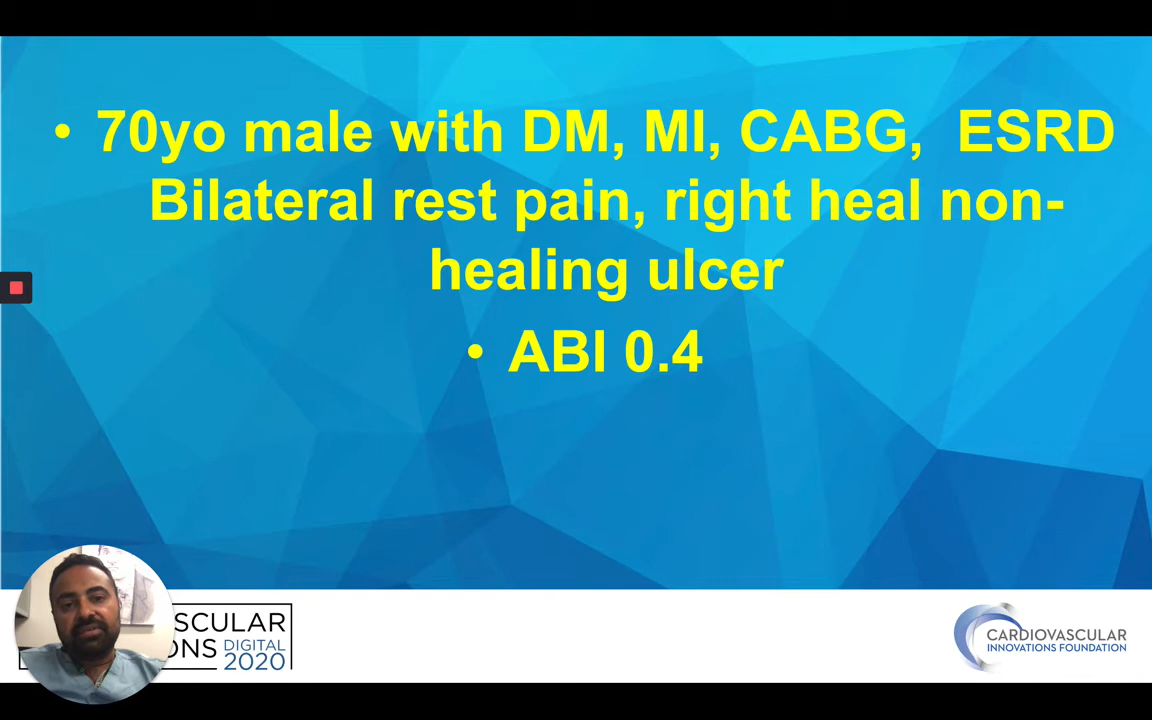 • 70yo male with DM, MI, CABG, ESRD
Bilateral rest pain, right heal non-
healing ulcer
• ABI 0.4
SCULAR
ONS DIGITAL
2020
CARDIOVASCULAR
INNOVATIONS FOUNDATION